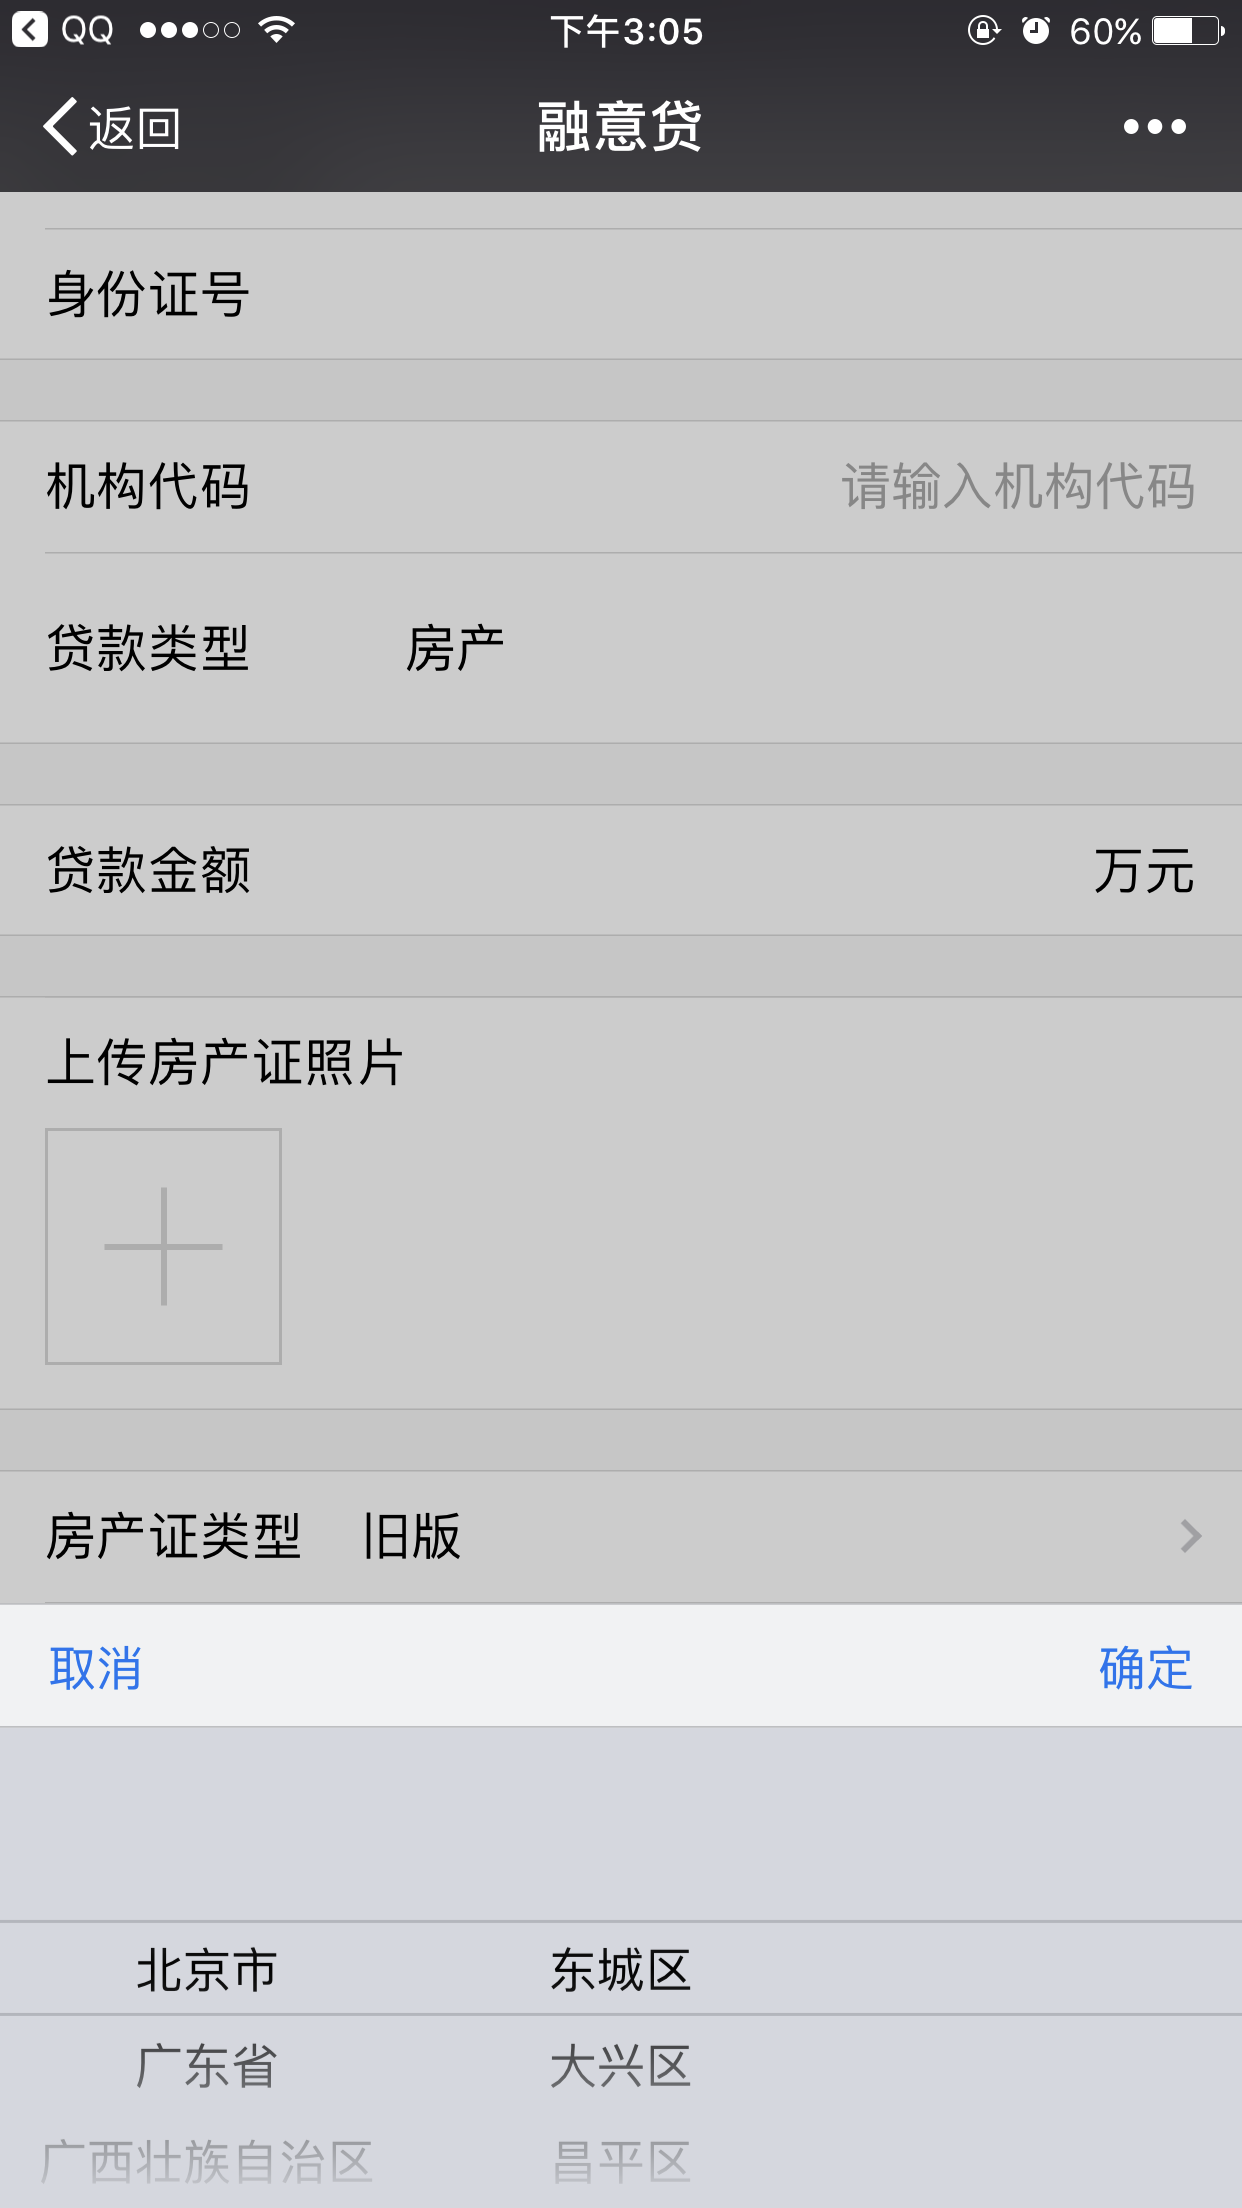 QQ 下午3:05 60%
返回 融意贷
身份证号
机构代码 请输入机构代码
贷款类型 房产
贷款金额 万元
上传房产证照片
房产证类型 旧版
取消 确定
北京市 东城区
广东省 大兴区
广西壮族自治区 昌平区